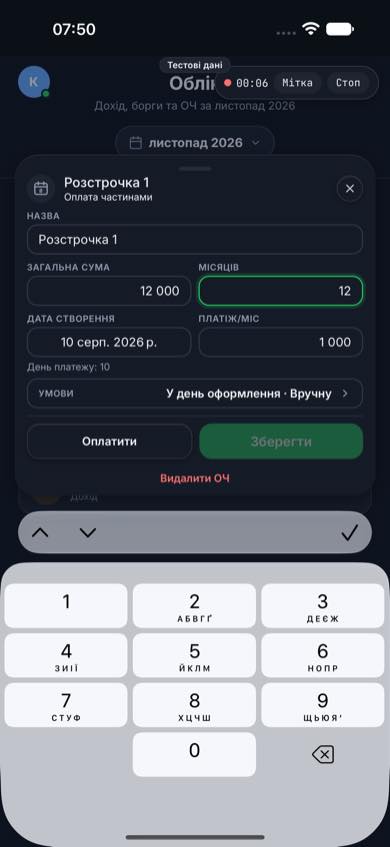 07:50
Тестові дані
К
Облік
00:06 Мітка Стоп
Дохід, борги та ОЧ за листопад 2026
листопад 2026
Розстрочка 1
Оплата частинами
НАЗВА
Розстрочка 1
ЗАГАЛЬНА СУМА МІСЯЦІВ
12 000 12
ДАТА СТВОРЕННЯ ПЛАТІЖ/МІС
10 серп. 2026 р. 1 000
День платежу: 10
УМОВИ У день оформлення · Вручну
Оплатити Зберегти
Видалити ОЧ
Дохід
1 2 3
АБВГҐ ДЕЄЖ
4 5 6
ЗИІЇ ЙКЛМ НОПР
7 8 9
СТУФ ХЦЧШ ЩЬЮЯʼ
0